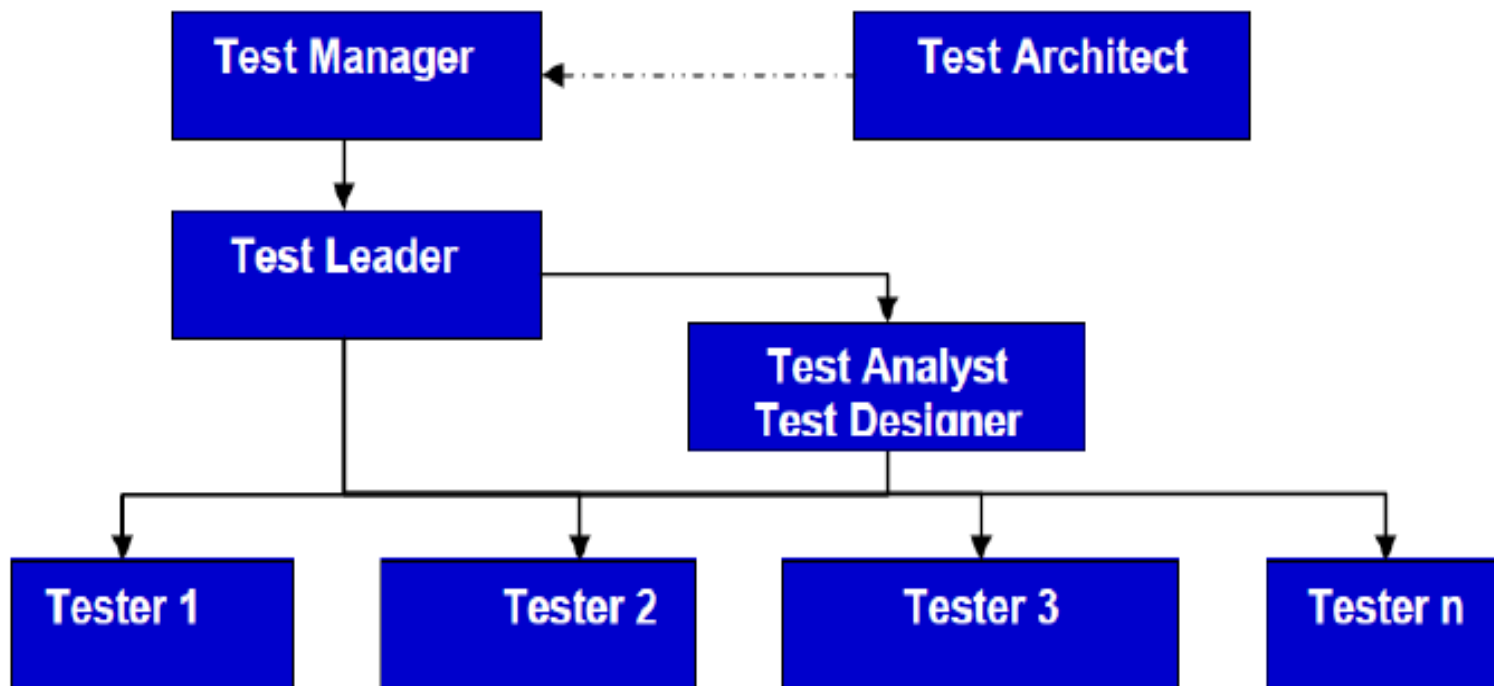 Test Manager
Test Architect
Test Leader
Test Analyst
Test Designer
Tester 1
Tester 2
Tester 3
Tester n